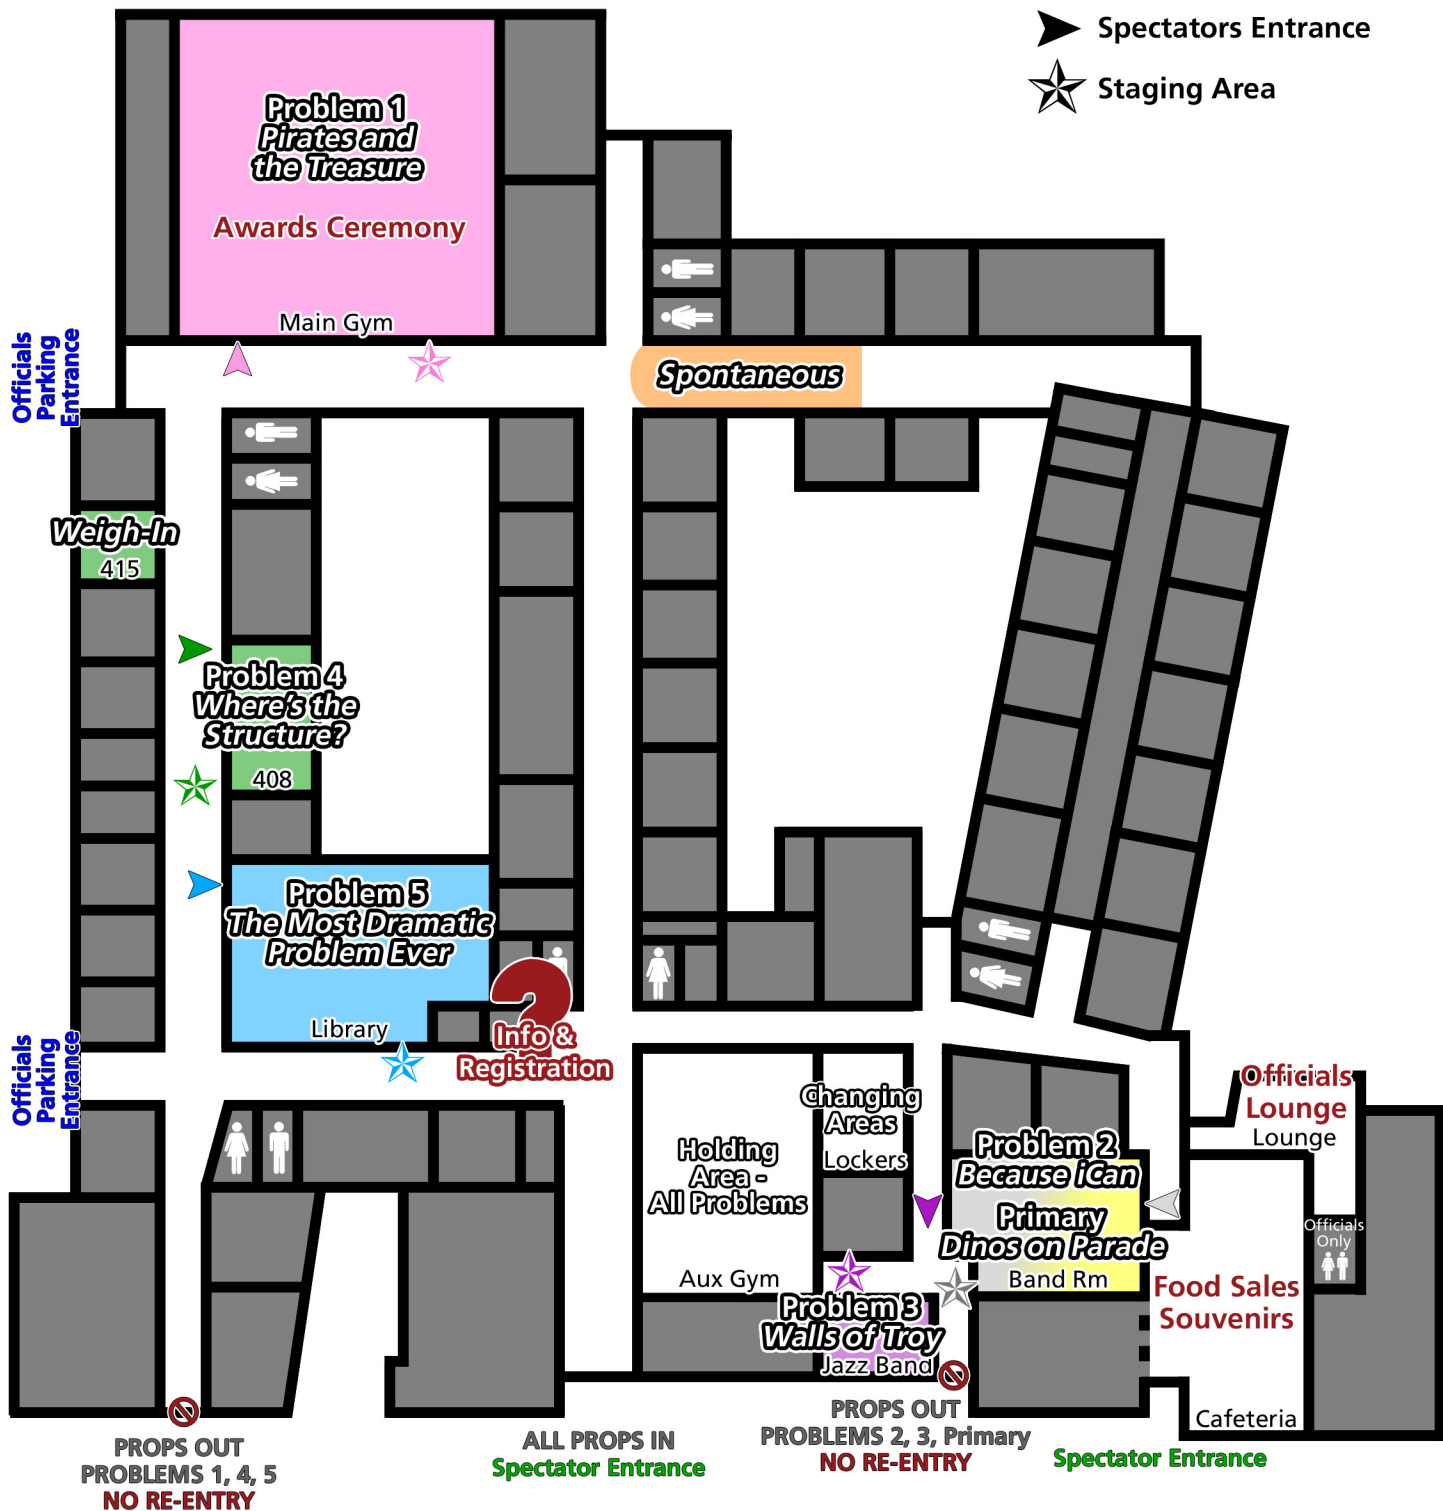 Spectators Entrance
Staging Area
Problem 1
Pirates and
the Treasure
Awards Ceremony
Main Gym
Officials
Parking
Entrance
Spontaneous
Weigh-In
415
Problem 4
Where's the
Structure?
408
Problem 5
The Most Dramatic
Problem Ever
Library
?
Info &
Registration
Officials
Parking
Entrance
Changing
Areas
Lockers
Holding
Area -
All Problems
Aux Gym
Problem 2
Because iCan
Primary
Dinos on Parade
Band Rm
Officials
Lounge
Lounge
Officials
Only
Food Sales
Souvenirs
Problem 3
Walls of Troy
Jazz Band
Cafeteria
PROPS OUT
PROBLEMS 1, 4, 5
NO RE-ENTRY
ALL PROPS IN
Spectator Entrance
PROPS OUT
PROBLEMS 2, 3, Primary
NO RE-ENTRY
Spectator Entrance